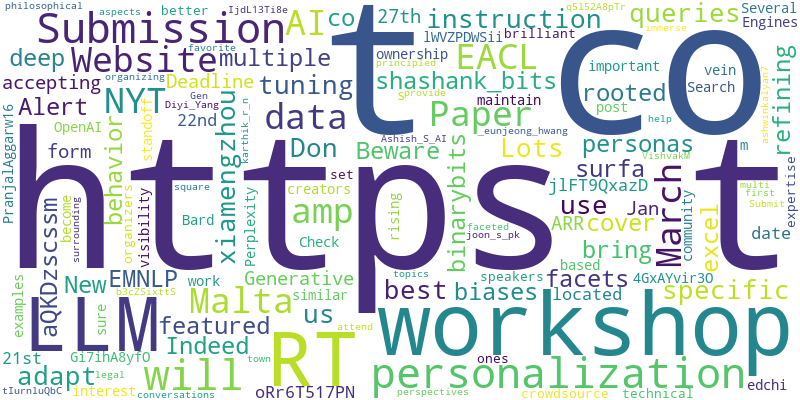 philosophical aspects better IjdL13Ti8e AI co 27th instruction qSl52A8pTr Several Engines
Submission Website multiple queries lWVZPDWSii brilliant immerse favorite
deep ownership principled important vein Search
accepting Deadline tuning EACL shashank_bits rooted
organizing Diyi_Yang Gen karthik_r_n maintain S provide post
Alert NYT 22nd data Paper personas help ashwinkalyan7
PranjalAggarw16 OpenAI standoff Don Ashish_S_AI _eunjeong_hwang refining
form behavior xiamengzhou Beware Lots VishvakM m
t co https t
become square set binarybits surfa jlFT9QxazD multi first Submit
visibility Bard amp creators rising use Jan March community expertise
organizers Perplexity Check joon_s_pk ARR cover excel date
surrounding faceted bring
aQKDzscssm New EMNLP work Generative speakers topics based facets 4GxAYvir3O
examples sure b3cZSixttS Malta similar best biases located specific
LLM featured us workshop
Gi7ihA8yfO Indeed RT
21st town attend
adapt interest legal will personalization ones edchi
tIurnluQbC conversations oRr6T517PN perspectives crowdsource technical